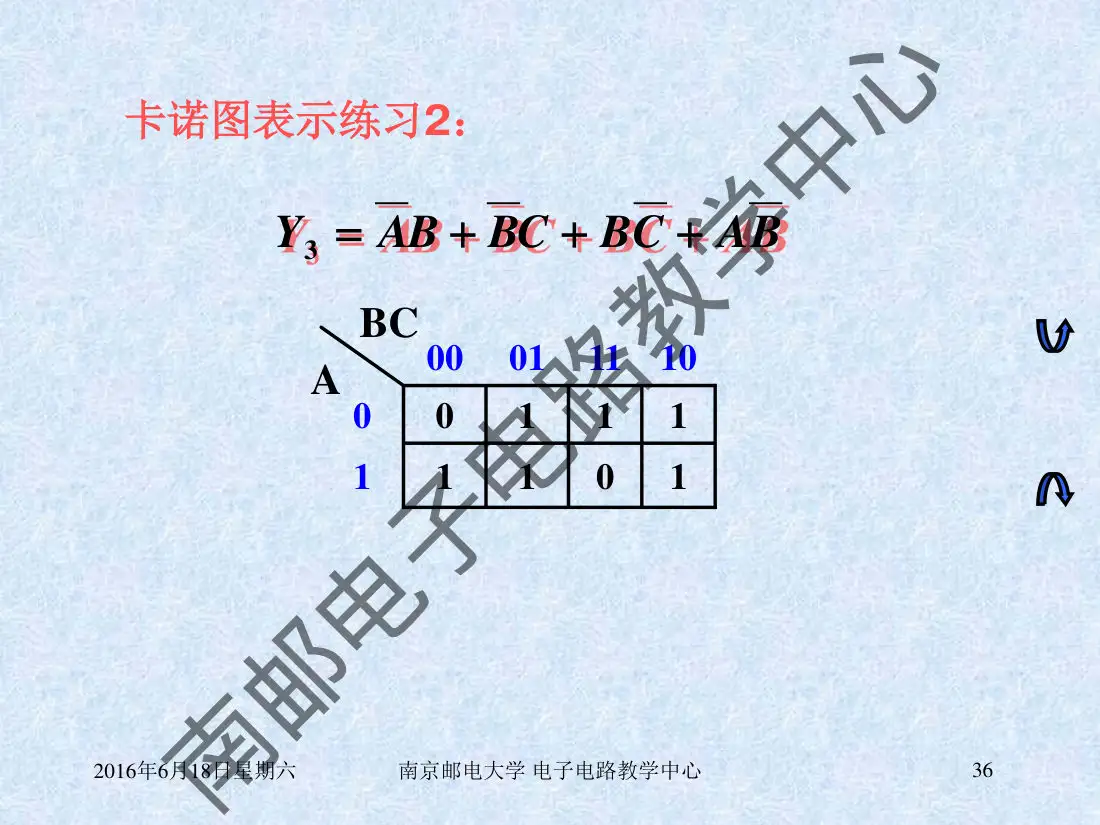 卡诺图表示练习2：
Y₃ = A̅B + B̅C + BC̅ + AB̅
BC
00 01 11 10
A
0 0 1 1 1
1 1 1 0 1
南邮电子电路教学中心
2016年6月18日星期六 南京邮电大学 电子电路教学中心 36